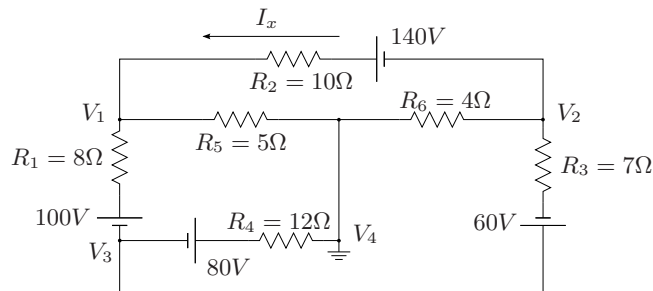 I_x
140V
R_2 = 10Ω
V_1
R_6 = 4Ω
V_2
R_5 = 5Ω
R_1 = 8Ω
R_3 = 7Ω
100V
R_4 = 12Ω
60V
V_3
V_4
80V